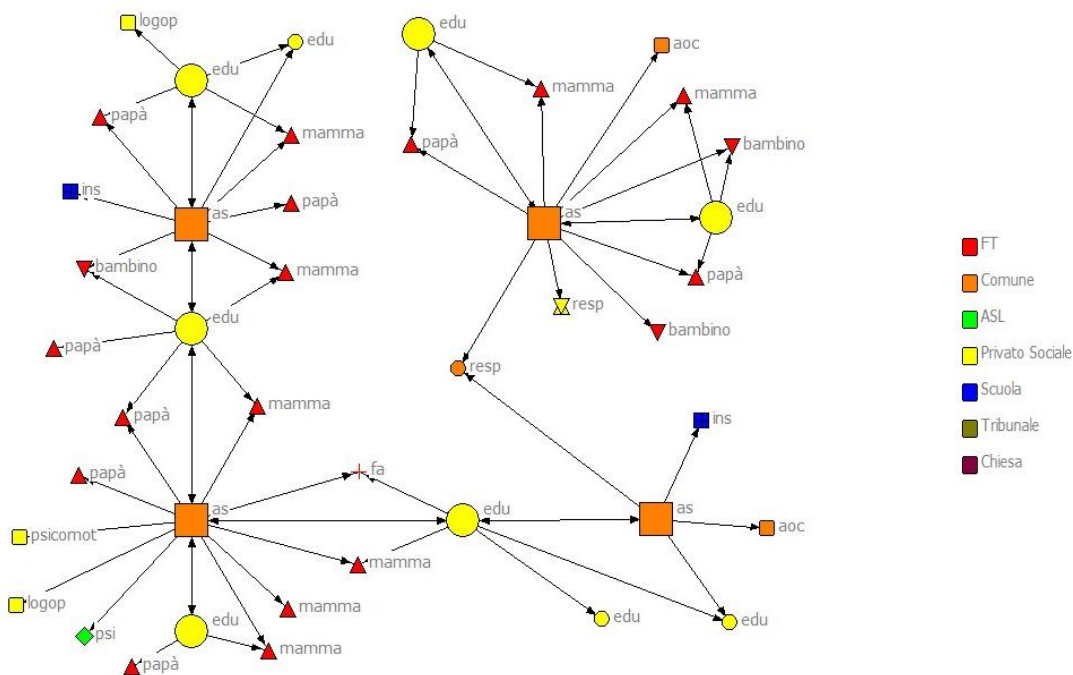 logop
edu
edu
edu
aoc
papà
mamma
mamma
mamma
papà
bambino
ins
papà
as
edu
as
FT
bambino
mamma
papà
Comune
resp
ASL
edu
bambino
papà
Privato Sociale
resp
Scuola
papà
mamma
ins
Tribunale
papà
fa
Chiesa
as
edu
as
psicomot
aoc
mamma
logop
mamma
edu
edu
edu
psi
papà
mamma